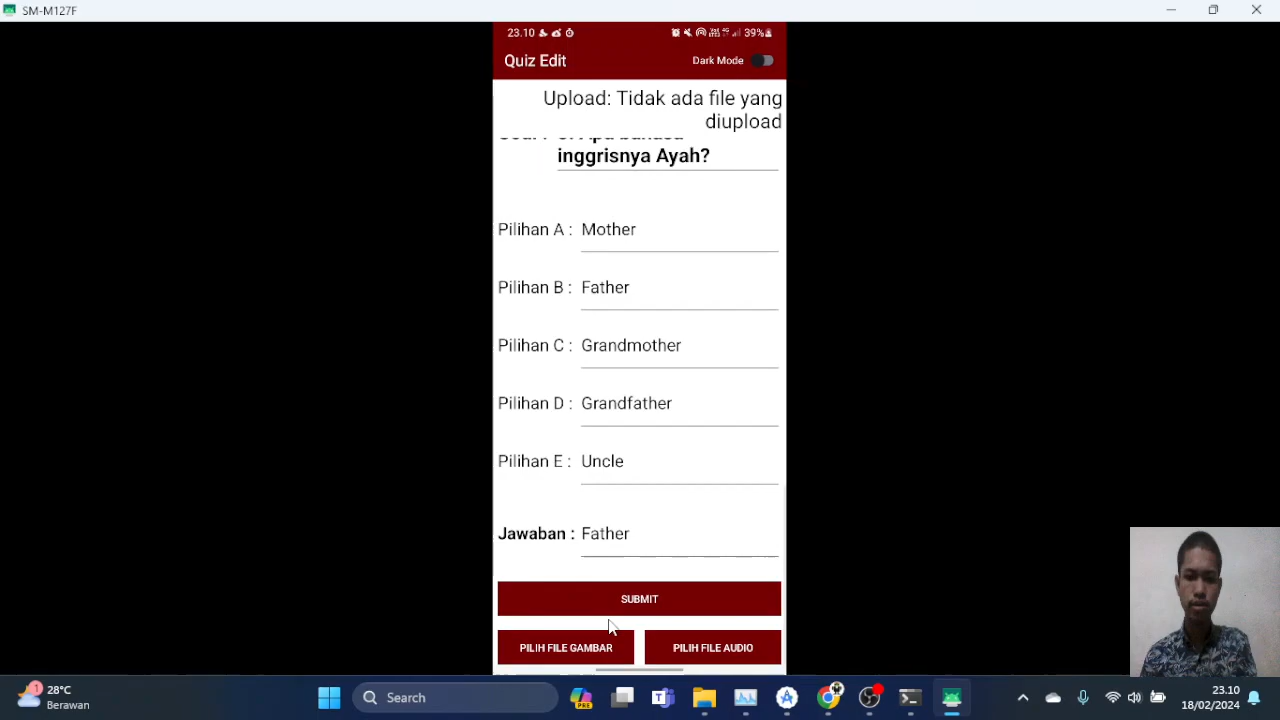 SM-M127F
23.10
39%
Quiz Edit
Dark Mode
Upload: Tidak ada file yang
diupload
inggrisnya Ayah?
Pilihan A : Mother
Pilihan B : Father
Pilihan C : Grandmother
Pilihan D : Grandfather
Pilihan E : Uncle
Jawaban : Father
SUBMIT
PILIH FILE GAMBAR
PILIH FILE AUDIO
1
28°C
Berawan
Search
PRE
23.10
18/02/2024